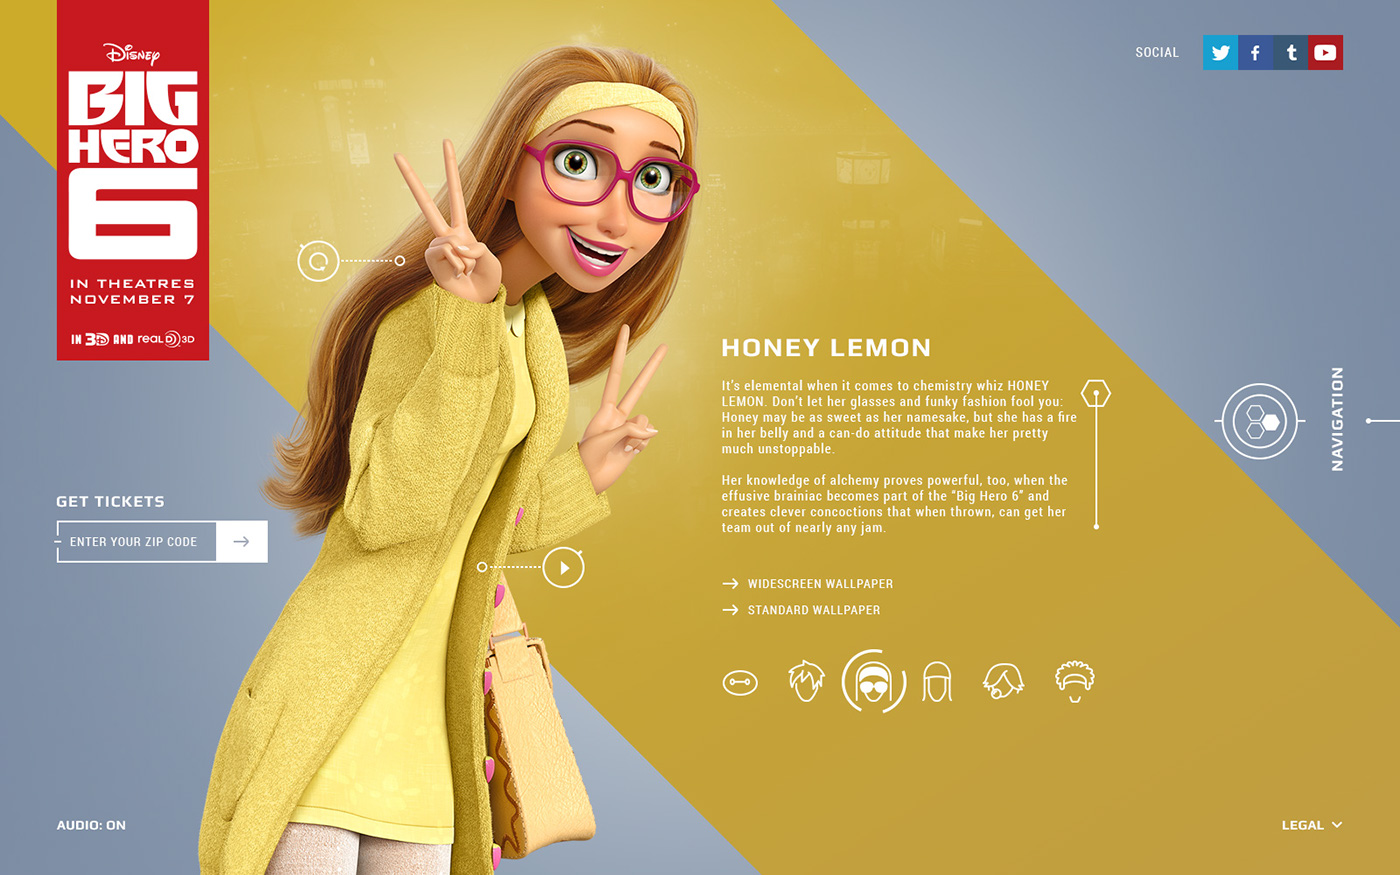 Disney
BIG
HERO
6
IN THEATRES
NOVEMBER 7
IN 3D AND REAL D 3D
SOCIAL
f
t
HONEY LEMON
It's elemental when it comes to chemistry whiz HONEY
LEMON. Don't let her glasses and funky fashion fool you:
Honey may be as sweet as her namesake, but she has a fire
in her belly and a can-do attitude that make her pretty
much unstoppable.
Her knowledge of alchemy proves powerful, too, when the
effusive brainiac becomes part of the "Big Hero 6" and
creates clever concoctions that when thrown, can get her
team out of nearly any jam.
NAVIGATION
GET TICKETS
ENTER YOUR ZIP CODE
WIDESCREEN WALLPAPER
STANDARD WALLPAPER
AUDIO: ON
LEGAL